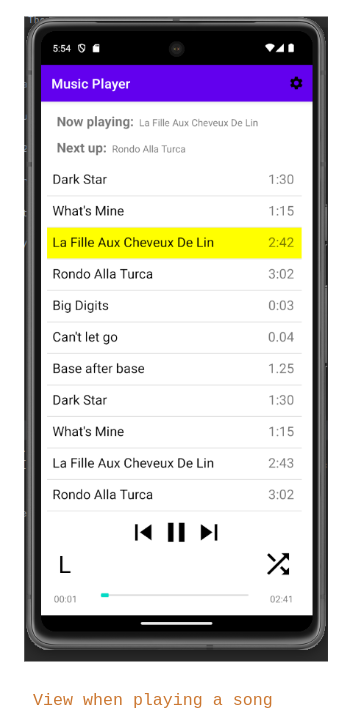 5:54
Music Player
Now playing: La Fille Aux Cheveux De Lin
Next up: Rondo Alla Turca
Dark Star 1:30
What's Mine 1:15
La Fille Aux Cheveux De Lin 2:42
Rondo Alla Turca 3:02
Big Digits 0:03
Can't let go 0.04
Base after base 1.25
Dark Star 1:30
What's Mine 1:15
La Fille Aux Cheveux De Lin 2:43
Rondo Alla Turca 3:02
L
00:01 02:41
View when playing a song